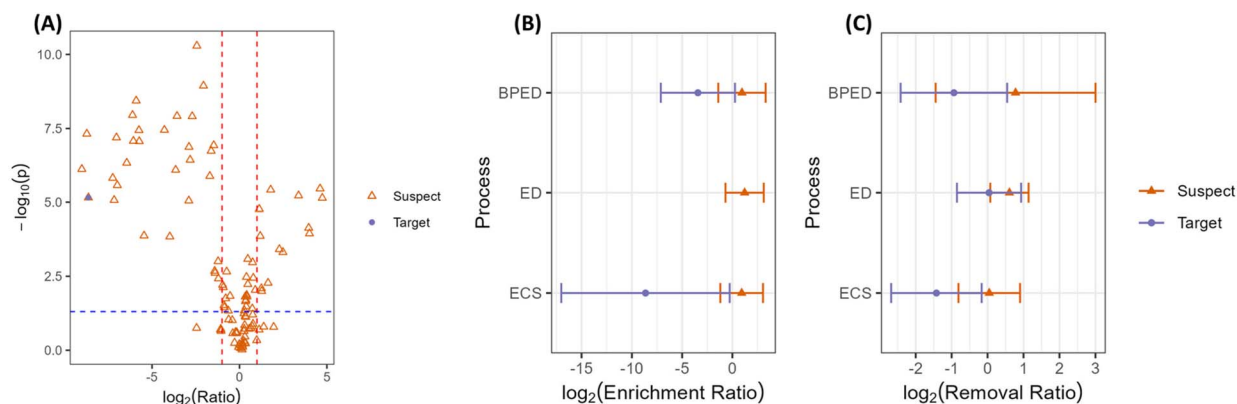 (A)
− log₁₀(p)
10.0
7.5
5.0
2.5
0.0
-5
0
5
log₂(Ratio)
Suspect
Target
(B)
Process
BPED
ED
ECS
-15
-10
-5
0
log₂(Enrichment Ratio)
(C)
Process
BPED
ED
ECS
-2
-1
0
1
2
3
log₂(Removal Ratio)
Suspect
Target